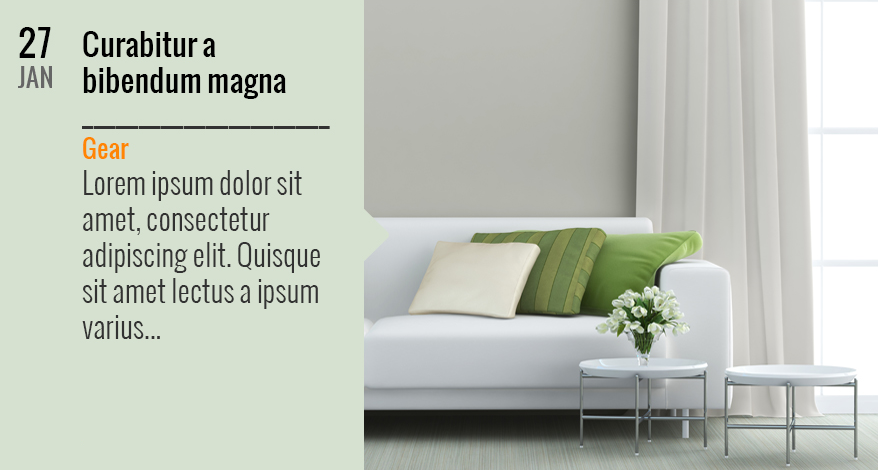 27
JAN
Curabitur a
bibendum magna
Gear
Lorem ipsum dolor sit
amet, consectetur
adipiscing elit. Quisque
sit amet lectus a ipsum
varius...